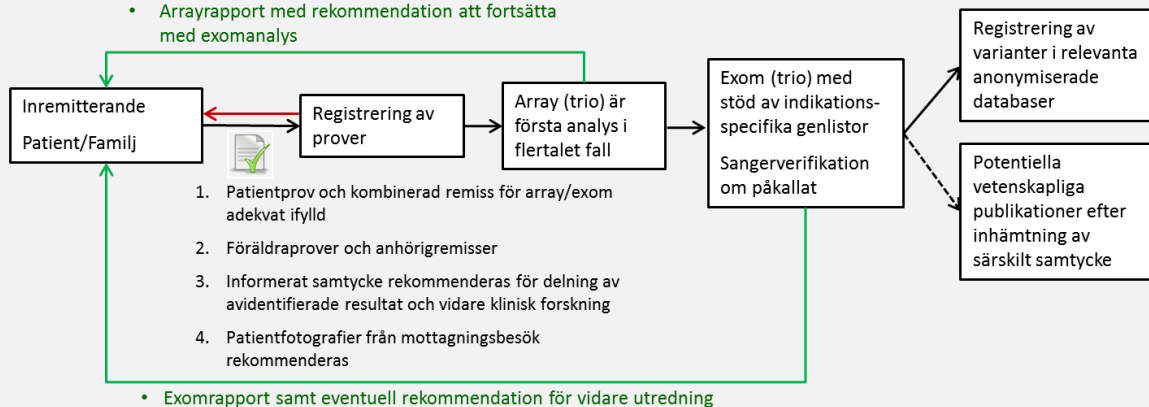 • Arrayrapport med rekommendation att fortsätta
med exomanalys
Inremitterande
Patient/Familj
Registrering av
prover
Array (trio) är
första analys i
flertalet fall
Exom (trio) med
stöd av indikations-
specifika genlistor
Sangerverifikation
om påkallat
Registrering av
varianter i relevanta
anonymiserade
databaser
Potentiella
vetenskapliga
publikationer efter
inhämtning av
särskilt samtycke
1. Patientprov och kombinerad remiss för array/exom
adekvat ifylld
2. Föräldraprover och anhörigremisser
3. Informerat samtycke rekommenderas för delning av
avidentifierade resultat och vidare klinisk forskning
4. Patientfotografier från mottagningsbesök
rekommenderas
• Exomrapport samt eventuell rekommendation för vidare utredning